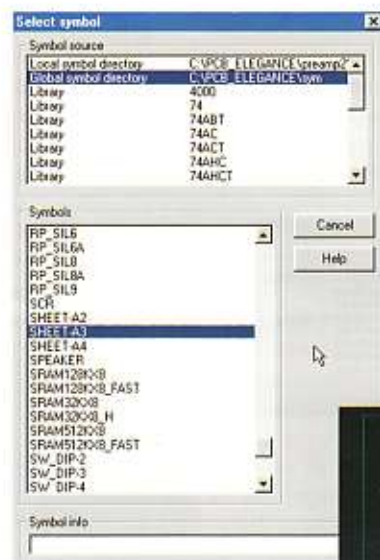 Select symbol
Symbol source
Local symbol directory C:\PCB_ELEGANCE\preamp2\
Global symbol directory C:\PCB_ELEGANCE\sym
Library 4000
Library 74
Library 74ABT
Library 74AC
Library 74ACT
Library 74AHC
Library 74AHCT
Symbols
RP_SIL6
RP_SIL6A
RP_SIL8
RP_SIL8A
RP_SIL9
SCR
SHEET-A2
SHEET-A3
SHEET-A4
SPEAKER
SRAM128KX8
SRAM128KX8_FAST
SRAM32KX8
SRAM32KX8_H
SRAM512KX8
SRAM512KX8_FAST
SW_DIP-2
SW_DIP-3
SW_DIP-4
Cancel
Help
Symbol info